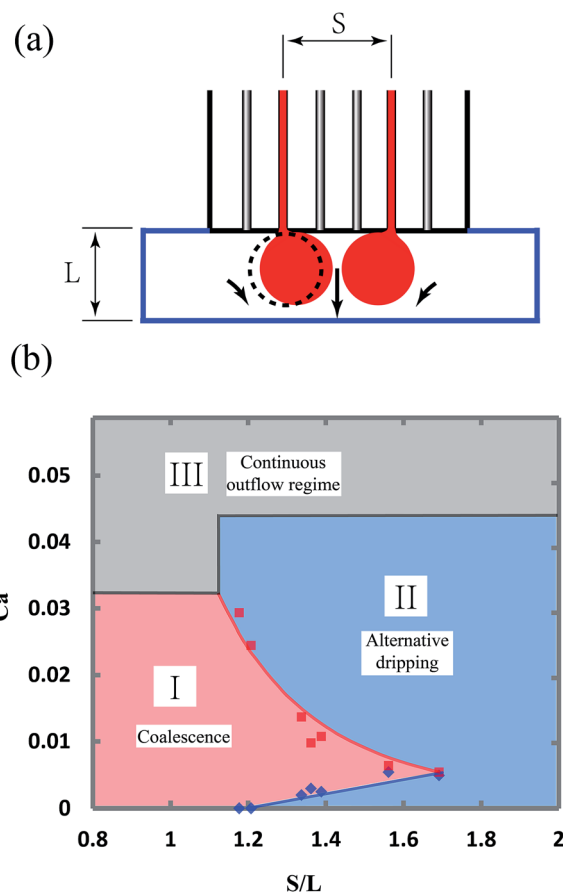 (a)
S
L
(b)
0.05
0.04
0.03
0.02
0.01
0
Ca
III
Continuous
outflow regime
II
Alternative
dripping
I
Coalescence
0.8
1
1.2
1.4
1.6
1.8
2
S/L